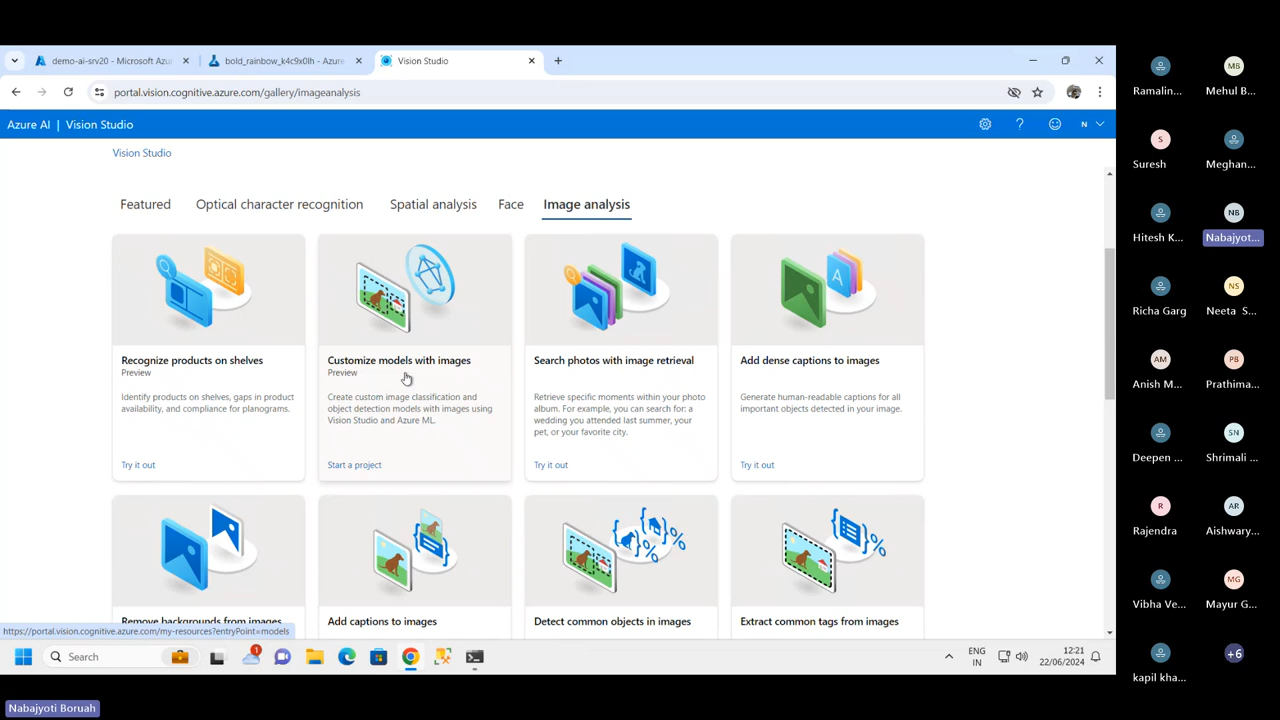 demo-ai-srv20 - Microsoft Azu
bold_rainbow_k4c9x0lh - Azure
Vision Studio
portal.vision.cognitive.azure.com/gallery/imageanalysis
Azure AI | Vision Studio
N
Vision Studio
Featured
Optical character recognition
Spatial analysis
Face
Image analysis
Recognize products on shelves
Preview
Identify products on shelves, gaps in product
availability, and compliance for planograms.
Try it out
Customize models with images
Preview
Create custom image classification and
object detection models with images using
Vision Studio and Azure ML.
Start a project
Search photos with image retrieval
Retrieve specific moments within your photo
album. For example, you can search for: a
wedding you attended last summer, your
pet, or your favorite city.
Try it out
A
Add dense captions to images
Generate human-readable captions for all
important objects detected in your image.
Try it out
Remove backgrounds from images
Add captions to images
{ } %
{ } %
Detect common objects in images
{ } %
Extract common tags from images
https://portal.vision.cognitive.azure.com/my-resources?entryPoint=models
Search
1
ENG
IN
12:21
22/06/2024
Nabajyoti Boruah
Ramalin...
MB
Mehul B...
S
Suresh
Meghan...
Hitesh K...
NB
Nabajyot...
Richa Garg
NS
Neeta S...
AM
Anish M...
PB
Prathima...
Deepen ...
SN
Shrimali ...
R
Rajendra
AR
Aishwary...
Vibha Ve...
MG
Mayur G...
kapil kha...
+6